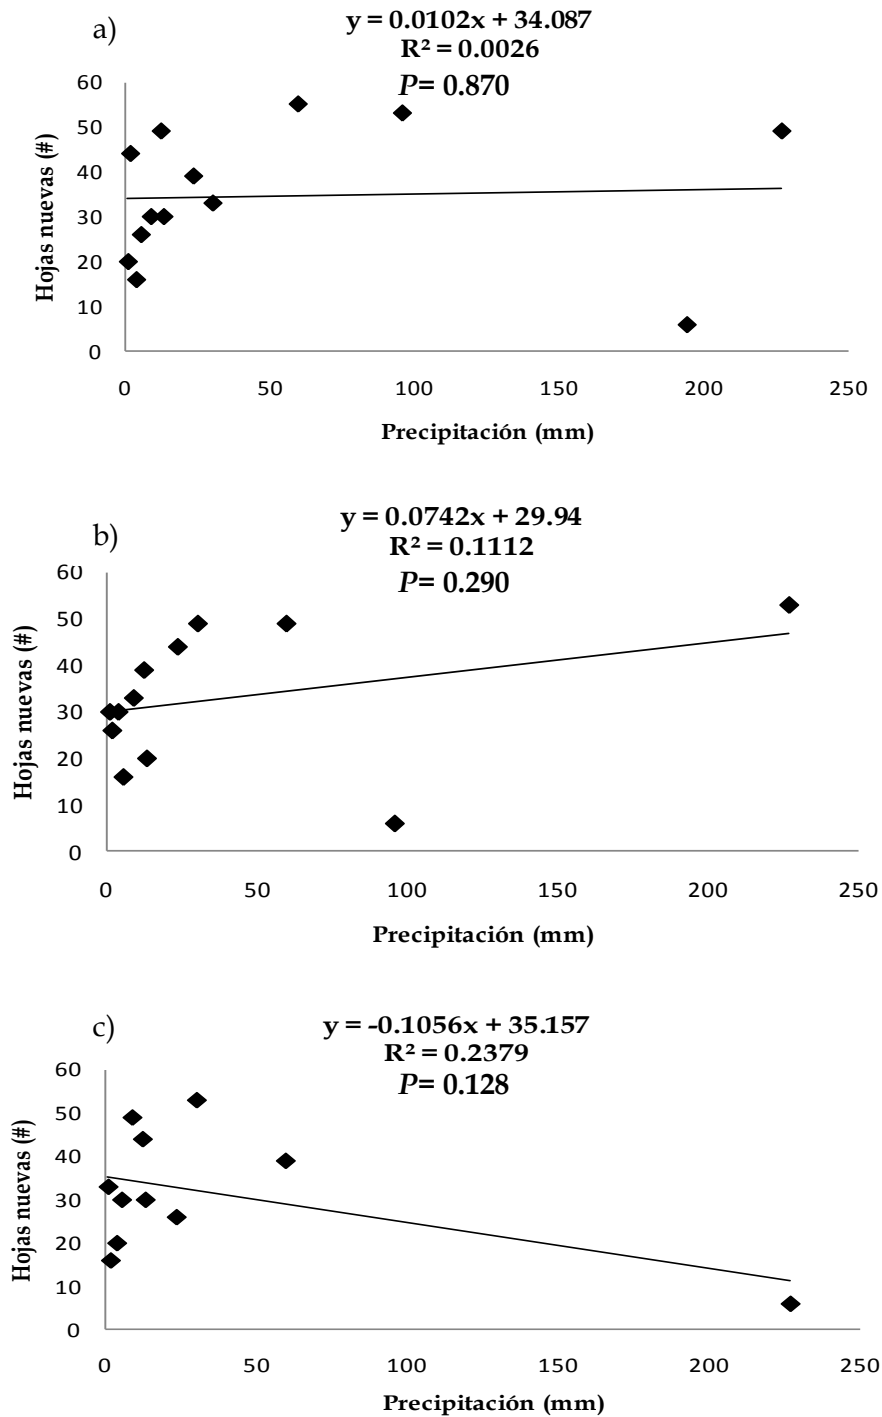 a)
y = 0.0102x + 34.087
R² = 0.0026
P= 0.870
Hojas nuevas (#)
60
50
40
30
20
10
0
0 50 100 150 200 250
Precipitación (mm)
b)
y = 0.0742x + 29.94
R² = 0.1112
P= 0.290
Hojas nuevas (#)
60
50
40
30
20
10
0
0 50 100 150 200 250
Precipitación (mm)
c)
y = -0.1056x + 35.157
R² = 0.2379
P= 0.128
Hojas nuevas (#)
60
50
40
30
20
10
0
0 50 100 150 200 250
Precipitación (mm)